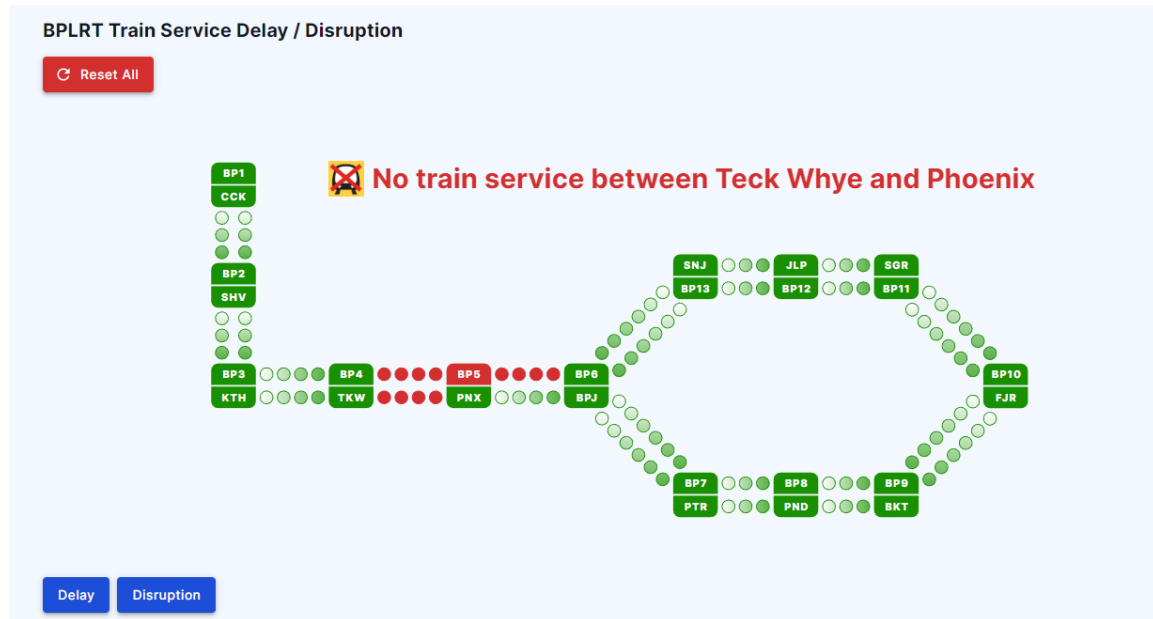 BPLRT Train Service Delay / Disruption
Reset All
No train service between Teck Whye and Phoenix
BP1
CCK
BP2
SHV
SNJ JLP SGR
BP13 BP12 BP11
BP3 BP4 BP5 BP6 BP10
KTH TKW PNX BPJ FJR
BP7 BP8 BP9
PTR PND BKT
Delay Disruption